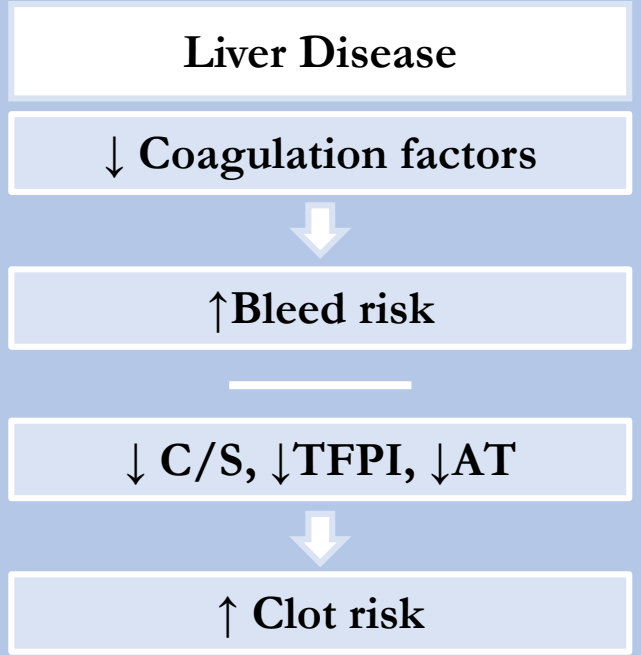 Liver Disease
↓ Coagulation factors
↑Bleed risk
↓ C/S, ↓TFPI, ↓AT
↑ Clot risk